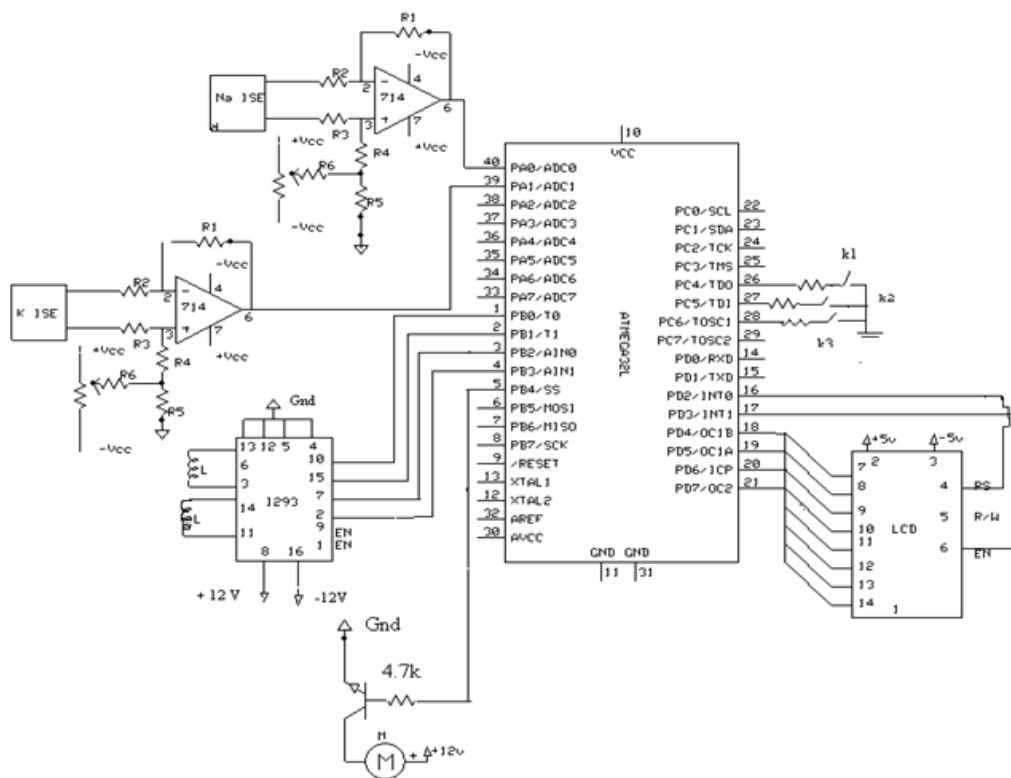 R1
-Vcc
R2
4
2
-
Na ISE
714
6
+
R3
3
7
+Vcc
+Vcc
R4
R6
R5
-Vcc
R1
-Vcc
R2
4
2
-
K ISE
714
6
+
R3
3
7
+Vcc
+Vcc
R4
R6
R5
-Vcc
10
VCC
40 PA0/ADC0
39 PA1/ADC1
38 PA2/ADC2
37 PA3/ADC3
36 PA4/ADC4
35 PA5/ADC5
34 PA6/ADC6
33 PA7/ADC7
1 PB0/T0
2 PB1/T1
3 PB2/AIN0
4 PB3/AIN1
5 PB4/SS
6 PB5/MOSI
7 PB6/MISO
8 PB7/SCK
9 /RESET
13 XTAL1
12 XTAL2
32 AREF
30 AVCC
ATMEGA32L
PC0/SCL 22
PC1/SDA 23
PC2/TCK 24
PC3/TMS 25
PC4/TDO 26
PC5/TDI 27
PC6/TOSC1 28
PC7/TOSC2 29
PD0/RXD 14
PD1/TXD 15
PD2/INT0 16
PD3/INT1 17
PD4/OC1B 18
PD5/OC1A 19
PD6/ICP 20
PD7/OC2 21
GND GND
11 31
k1
k2
k3
Gnd
13 12 5 4
6 10
L
3 15
14 1293 7
L
2
11 9 EN
1 EN
8 16
+12V -12V
+5v -5v
2 3
7
8 4 RS
9
10 5 R/W
11 LCD
6 EN
12
13
14 1
Gnd
4.7k
M
M + +12v